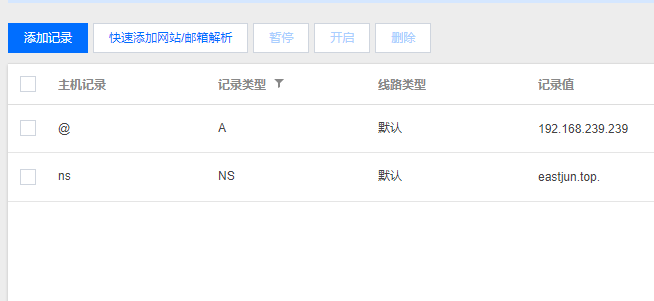 添加记录 快速添加网站/邮箱解析 暂停 开启 删除
主机记录 记录类型 线路类型 记录值
@ A 默认 192.168.239.239
ns NS 默认 eastjun.top.